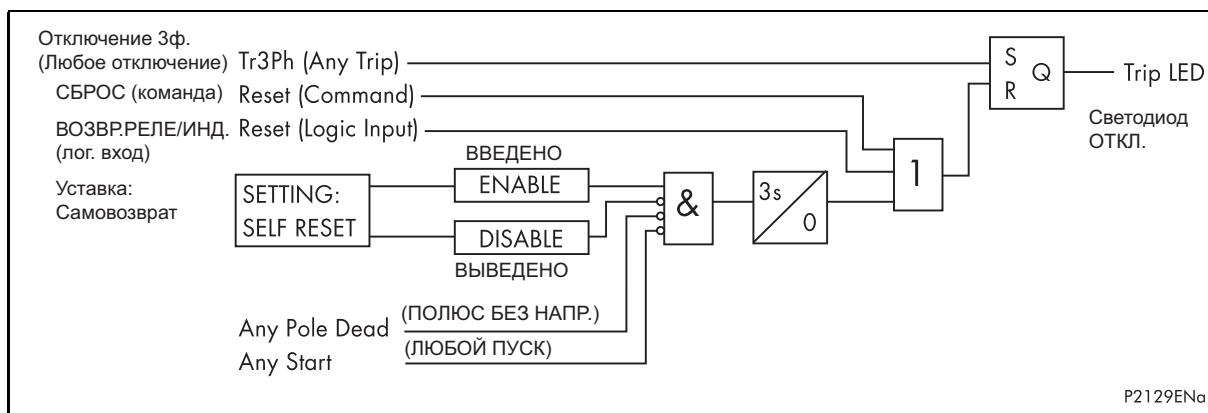 Отключение 3ф.
(Любое отключение) Tr3Ph (Any Trip)
СБРОС (команда) Reset (Command)
ВОЗВР.РЕЛЕ/ИНД. Reset (Logic Input)
(лог. вход)
S
Q
R
Trip LED
Светодиод
ОТКЛ.
1
Уставка:
Самовозврат
SETTING:
SELF RESET
ВВЕДЕНО
ENABLE
DISABLE
ВЫВЕДЕНО
&
3s
0
Any Pole Dead (ПОЛЮС БЕЗ НАПР.)
Any Start (ЛЮБОЙ ПУСК)
P2129ENa